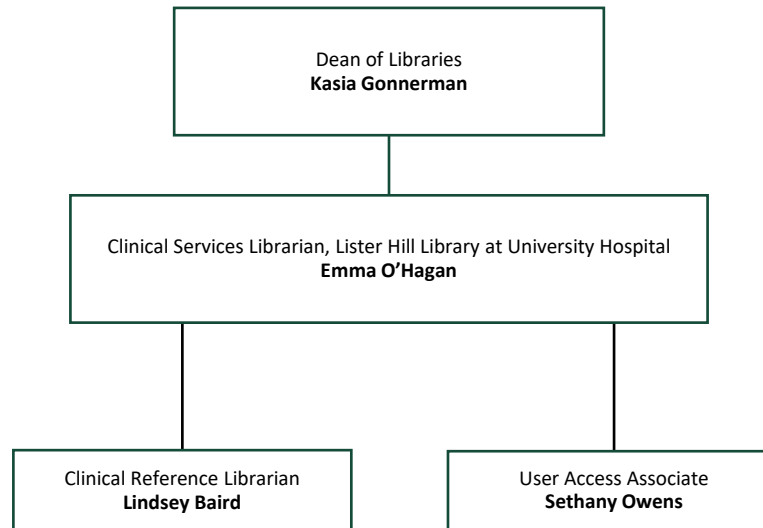 Dean of Libraries
Kasia Gonnerman
Clinical Services Librarian, Lister Hill Library at University Hospital
Emma O’Hagan
Clinical Reference Librarian
Lindsey Baird
User Access Associate
Sethany Owens